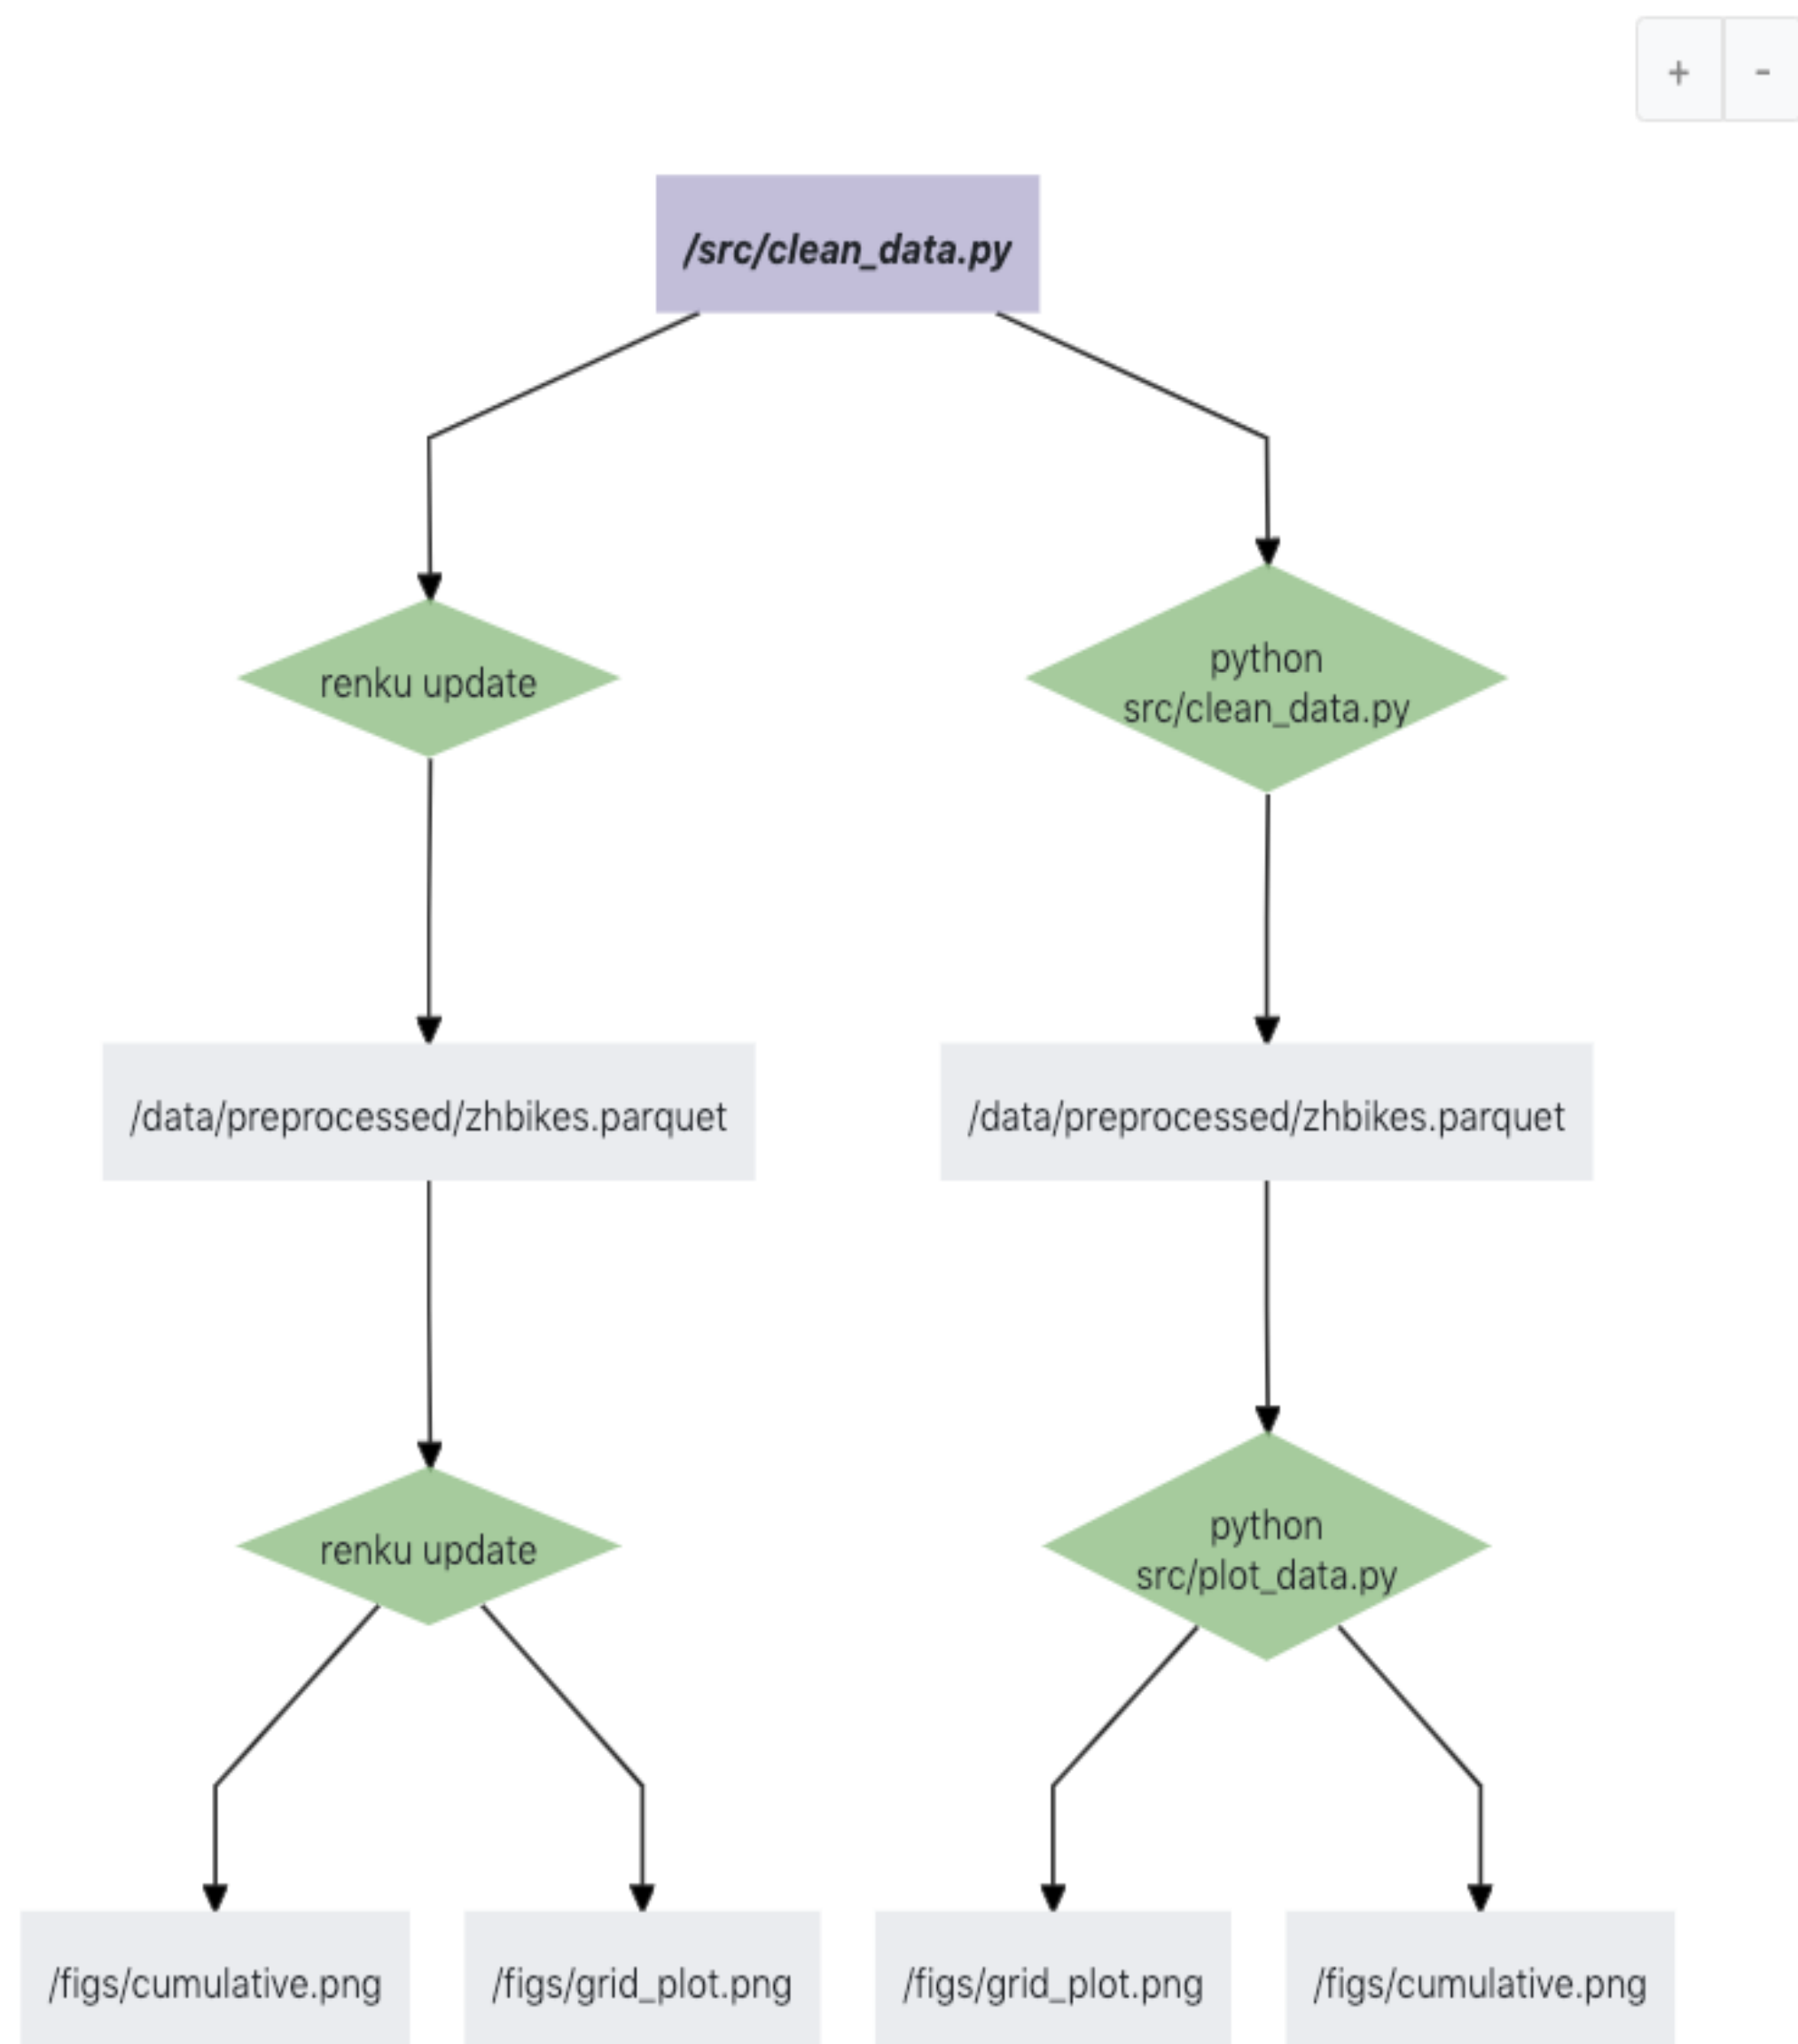 + -
/src/clean_data.py
renku update
python
src/clean_data.py
/data/preprocessed/zhbikes.parquet
/data/preprocessed/zhbikes.parquet
renku update
python
src/plot_data.py
/figs/cumulative.png
/figs/grid_plot.png
/figs/grid_plot.png
/figs/cumulative.png